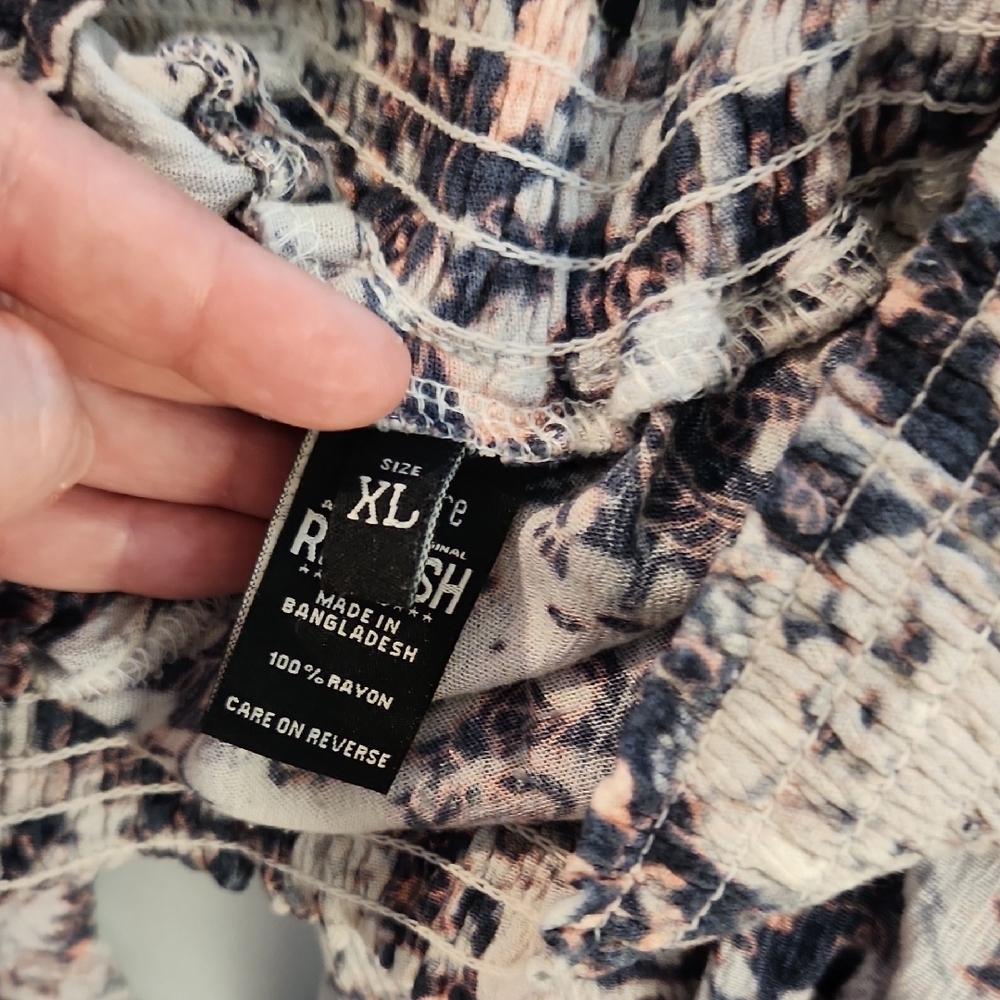 SIZE
XL
MADE IN
BANGLADESH
100% RAYON
CARE ON REVERSE